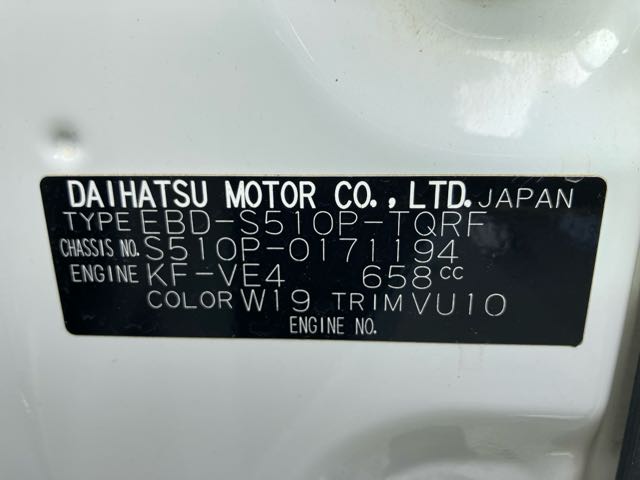 DAIHATSU MOTOR CO., LTD. JAPAN
TYPE EBD-S510P-TQRF
CHASSIS NO. S510P-0171194
ENGINE KF-VE4 658cc
COLOR W19 TRIM VU10
ENGINE NO.